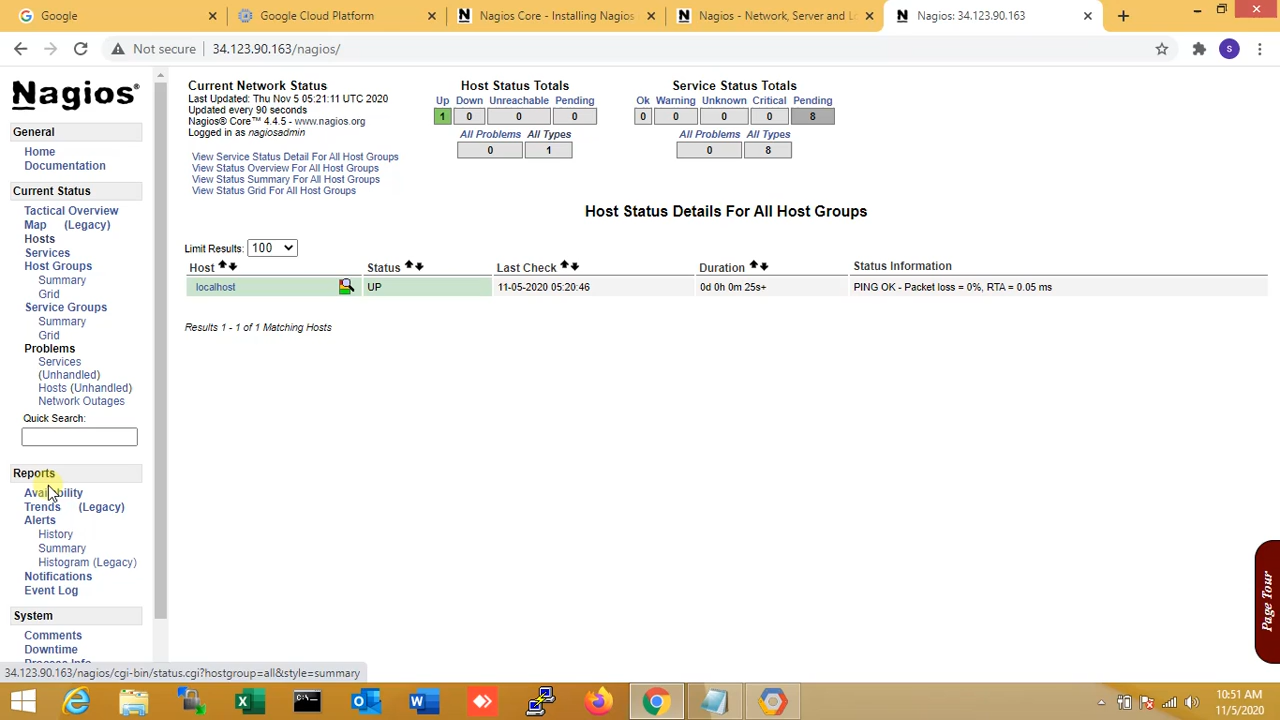 Google
Google Cloud Platform
Nagios Core - Installing Nagios
Nagios - Network, Server and Lo
Nagios: 34.123.90.163
Not secure
34.123.90.163/nagios/
S
Nagios®
General
Home
Documentation
Current Status
Tactical Overview
Map (Legacy)
Hosts
Services
Host Groups
Summary
Grid
Service Groups
Summary
Grid
Problems
Services
(Unhandled)
Hosts (Unhandled)
Network Outages
Quick Search:
Reports
Availability
Trends (Legacy)
Alerts
History
Summary
Histogram (Legacy)
Notifications
Event Log
System
Comments
Downtime
Process Info
Current Network Status
Last Updated: Thu Nov 5 05:21:11 UTC 2020
Updated every 90 seconds
Nagios® Core™ 4.4.5 - www.nagios.org
Logged in as nagiosadmin
View Service Status Detail For All Host Groups
View Status Overview For All Host Groups
View Status Summary For All Host Groups
View Status Grid For All Host Groups
Host Status Totals
Up Down Unreachable Pending
1 0 0 0
All Problems All Types
0 1
Service Status Totals
Ok Warning Unknown Critical Pending
0 0 0 0 8
All Problems All Types
0 8
Host Status Details For All Host Groups
Limit Results: 100
Host Status Last Check Duration Status Information
localhost UP 11-05-2020 05:20:46 0d 0h 0m 25s+ PING OK - Packet loss = 0%, RTA = 0.05 ms
Results 1 - 1 of 1 Matching Hosts
Page Tour
34.123.90.163/nagios/cgi-bin/status.cgi?hostgroup=all&style=summary
10:51 AM
11/5/2020